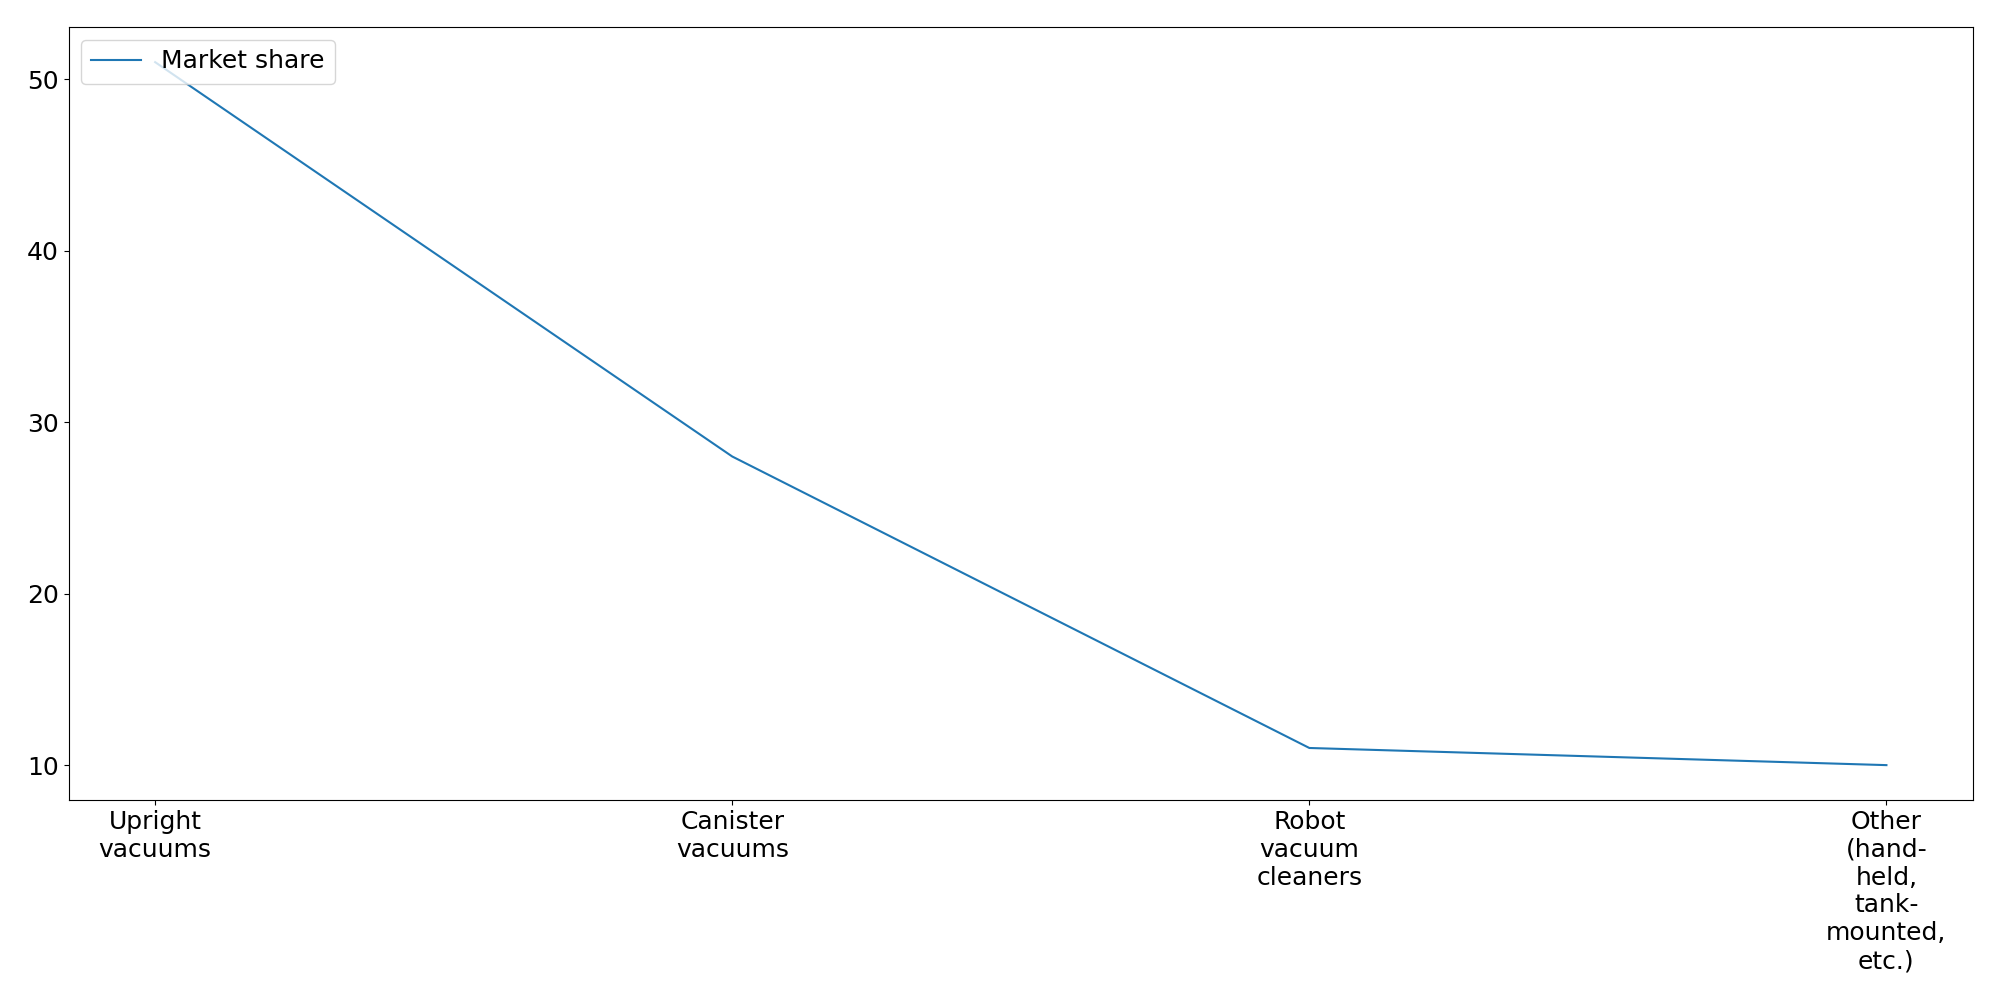 Market share
50
40
30
20
10
Upright
vacuums
Canister
vacuums
Robot
vacuum
cleaners
Other
(hand-
held,
tank-
mounted,
etc.)